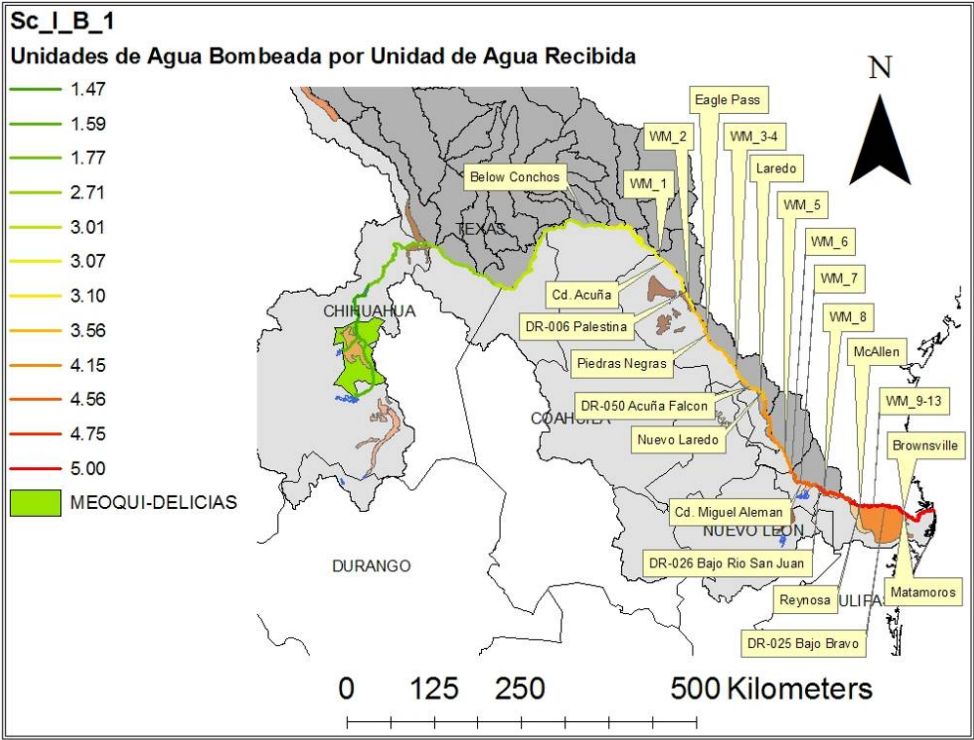 Sc_I_B_1
Unidades de Agua Bombeada por Unidad de Agua Recibida
1.47
1.59
1.77
2.71
3.01
3.07
3.10
3.56
4.15
4.56
4.75
5.00
MEOQUI-DELICIAS
N
Eagle Pass
WM_2
WM_3-4
Below Conchos
WM_1
Laredo
WM_5
TEXAS
WM_6
WM_7
Cd. Acuña
CHIHUAHUA
WM_8
DR-006 Palestina
McAllen
Piedras Negras
WM_9-13
DR-050 Acuña Falcon
COAHUILA
Nuevo Laredo
Brownsville
Cd. Miguel Aleman
NUEVO LEON
DR-026 Bajo Rio San Juan
DURANGO
Matamoros
Reynosa
ULIPAS
DR-025 Bajo Bravo
0 125 250 500 Kilometers